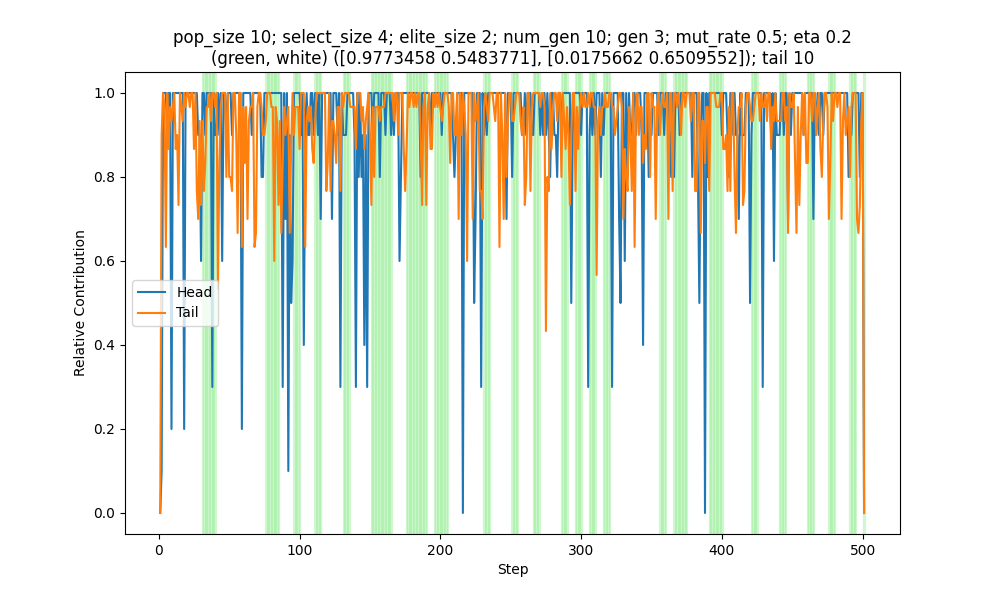 pop_size 10; select_size 4; elite_size 2; num_gen 10; gen 3; mut_rate 0.5; eta 0.2
(green, white) ([0.9773458 0.5483771], [0.0175662 0.6509552]); tail 10
1.0
0.8
0.6
0.4
0.2
0.0
Relative Contribution
Head
Tail
0
100
200
300
400
500
Step